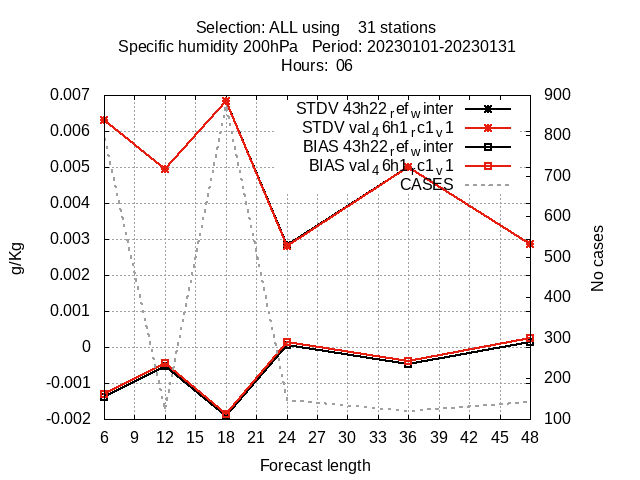 Selection: ALL using    31 stations
Specific humidity 200hPa   Period: 20230101-20230131
Hours:  06
STDV 43h22_ref_winter
STDV val_46h1_rc1_v1
BIAS 43h22_ref_winter
BIAS val_46h1_rc1_v1
CASES
0.007
0.006
0.005
0.004
0.003
0.002
0.001
0
-0.001
-0.002
g/Kg
900
800
700
600
500
400
300
200
100
No cases
6 9 12 15 18 21 24 27 30 33 36 39 42 45 48
Forecast length